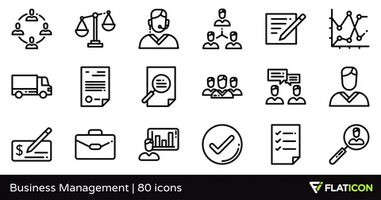 $
Business Management | 80 icons
FLATICON